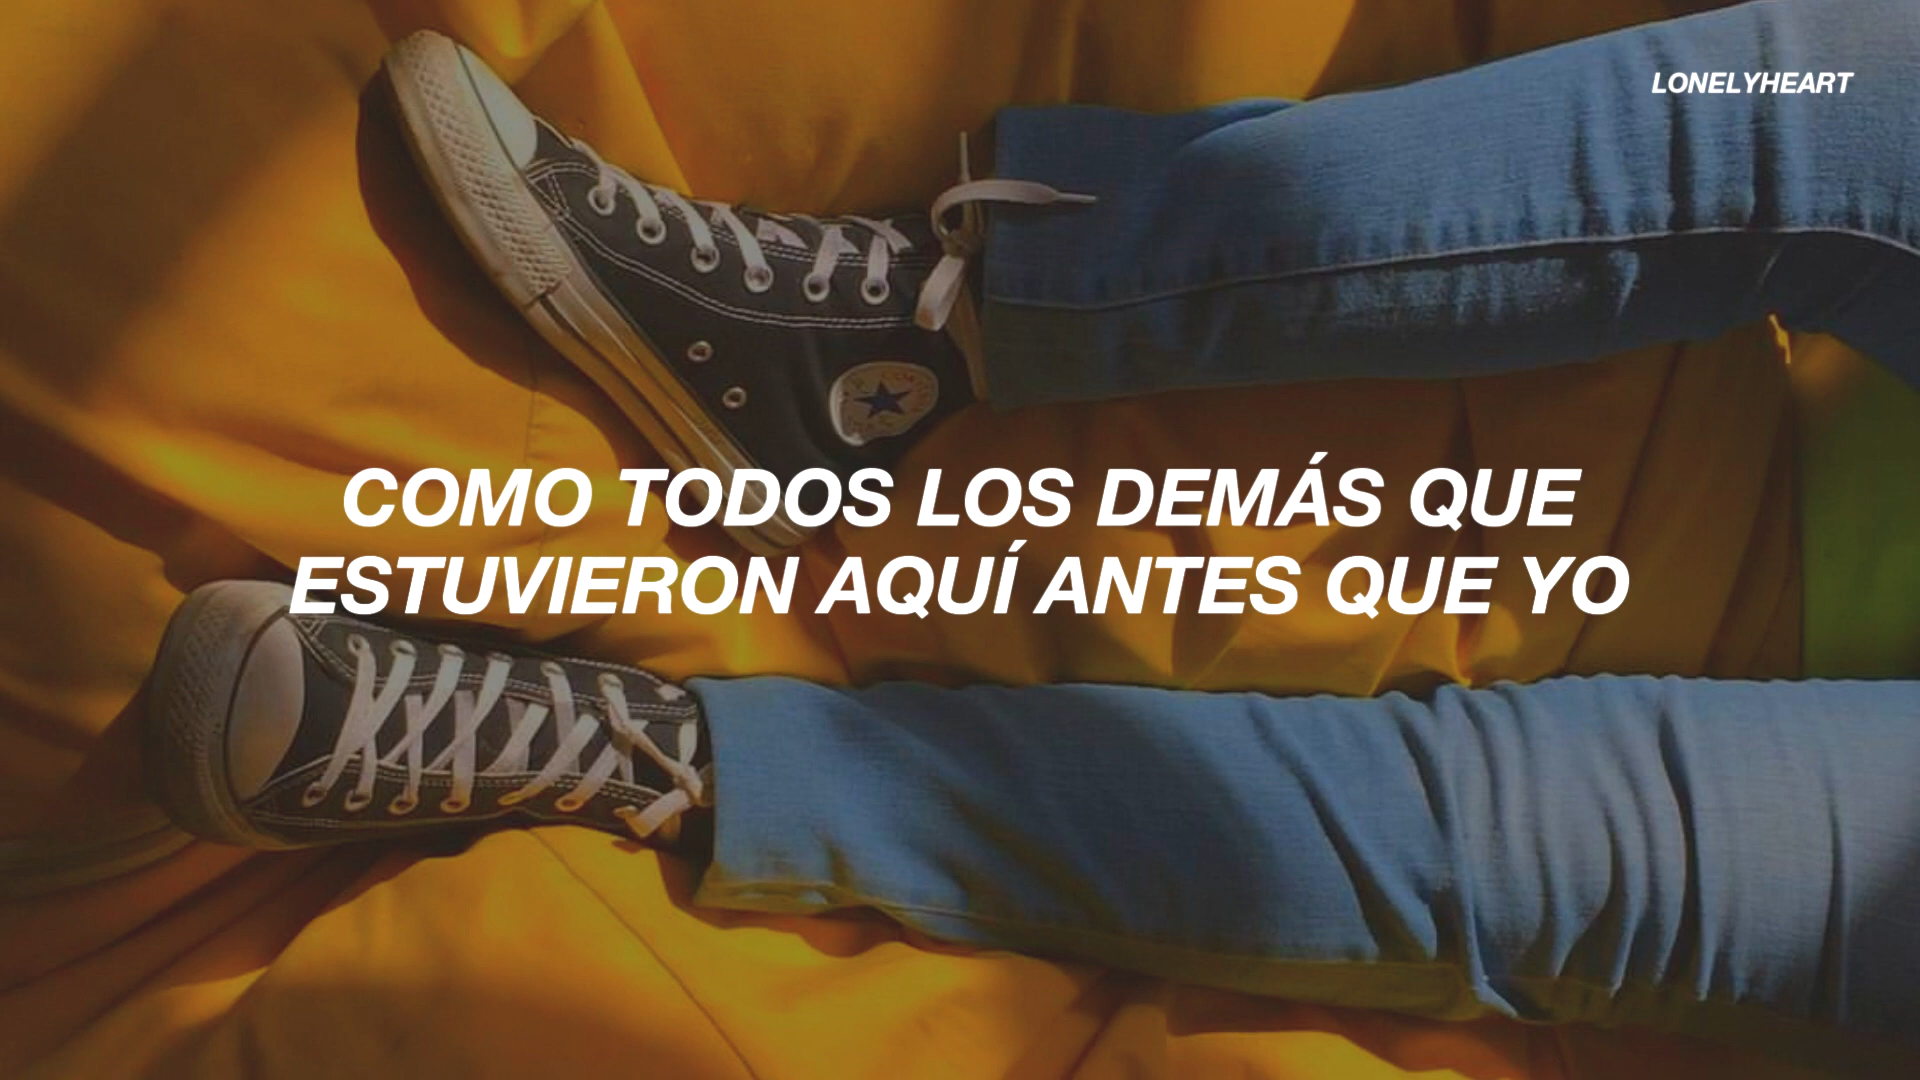 LONELYHEART
COMO TODOS LOS DEMÁS QUE
ESTUVIERON AQUÍ ANTES QUE YO